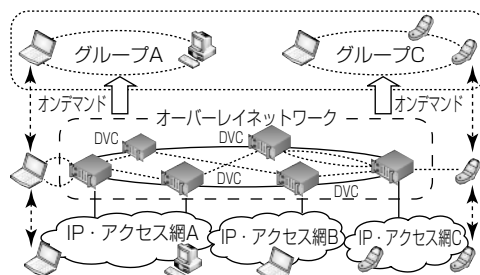 グループA
グループC
オンデマンド
オンデマンド
オーバーレイネットワーク
DVC
DVC
DVC
DVC
IP・アクセス網A
IP・アクセス網B
IP・アクセス網C